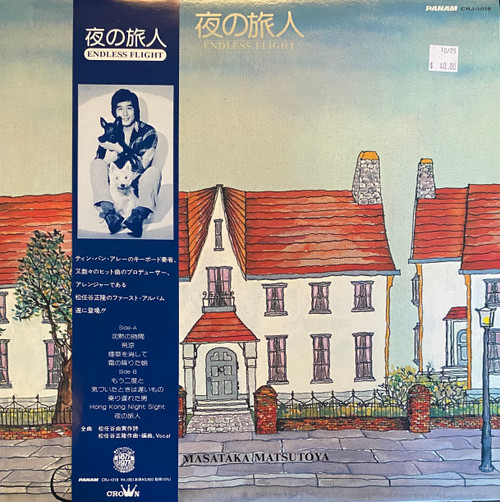 夜の旅人
ENDLESS FLIGHT
ティン・パン・アレーのキーボード奏者、
又数々のヒット曲のプロデューサー、
アレンジャーである
松任谷正隆のファースト・アルバム
遂に登場!!
Side-A
沈黙の時間
荒涼
煙草を消して
霜の降りた朝
Side-B
もう二度と
気づいたときは遅いもの
乗り遅れた男
Hong Kong Night Sight
夜の旅人
全曲 松任谷由実作詩
松任谷正隆作曲・編曲, Vocal
PANAM CRJ-1018
CROWN
夜の旅人
ENDLESS FLIGHT
PANAM CRJ-1018
10/25
$ 40.00
MASATAKA MATSUTOYA